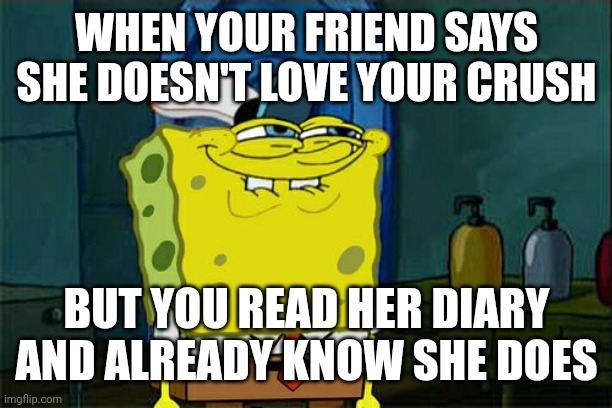 WHEN YOUR FRIEND SAYS
SHE DOESN'T LOVE YOUR CRUSH
BUT YOU READ HER DIARY
AND ALREADY KNOW SHE DOES
imgflip.com